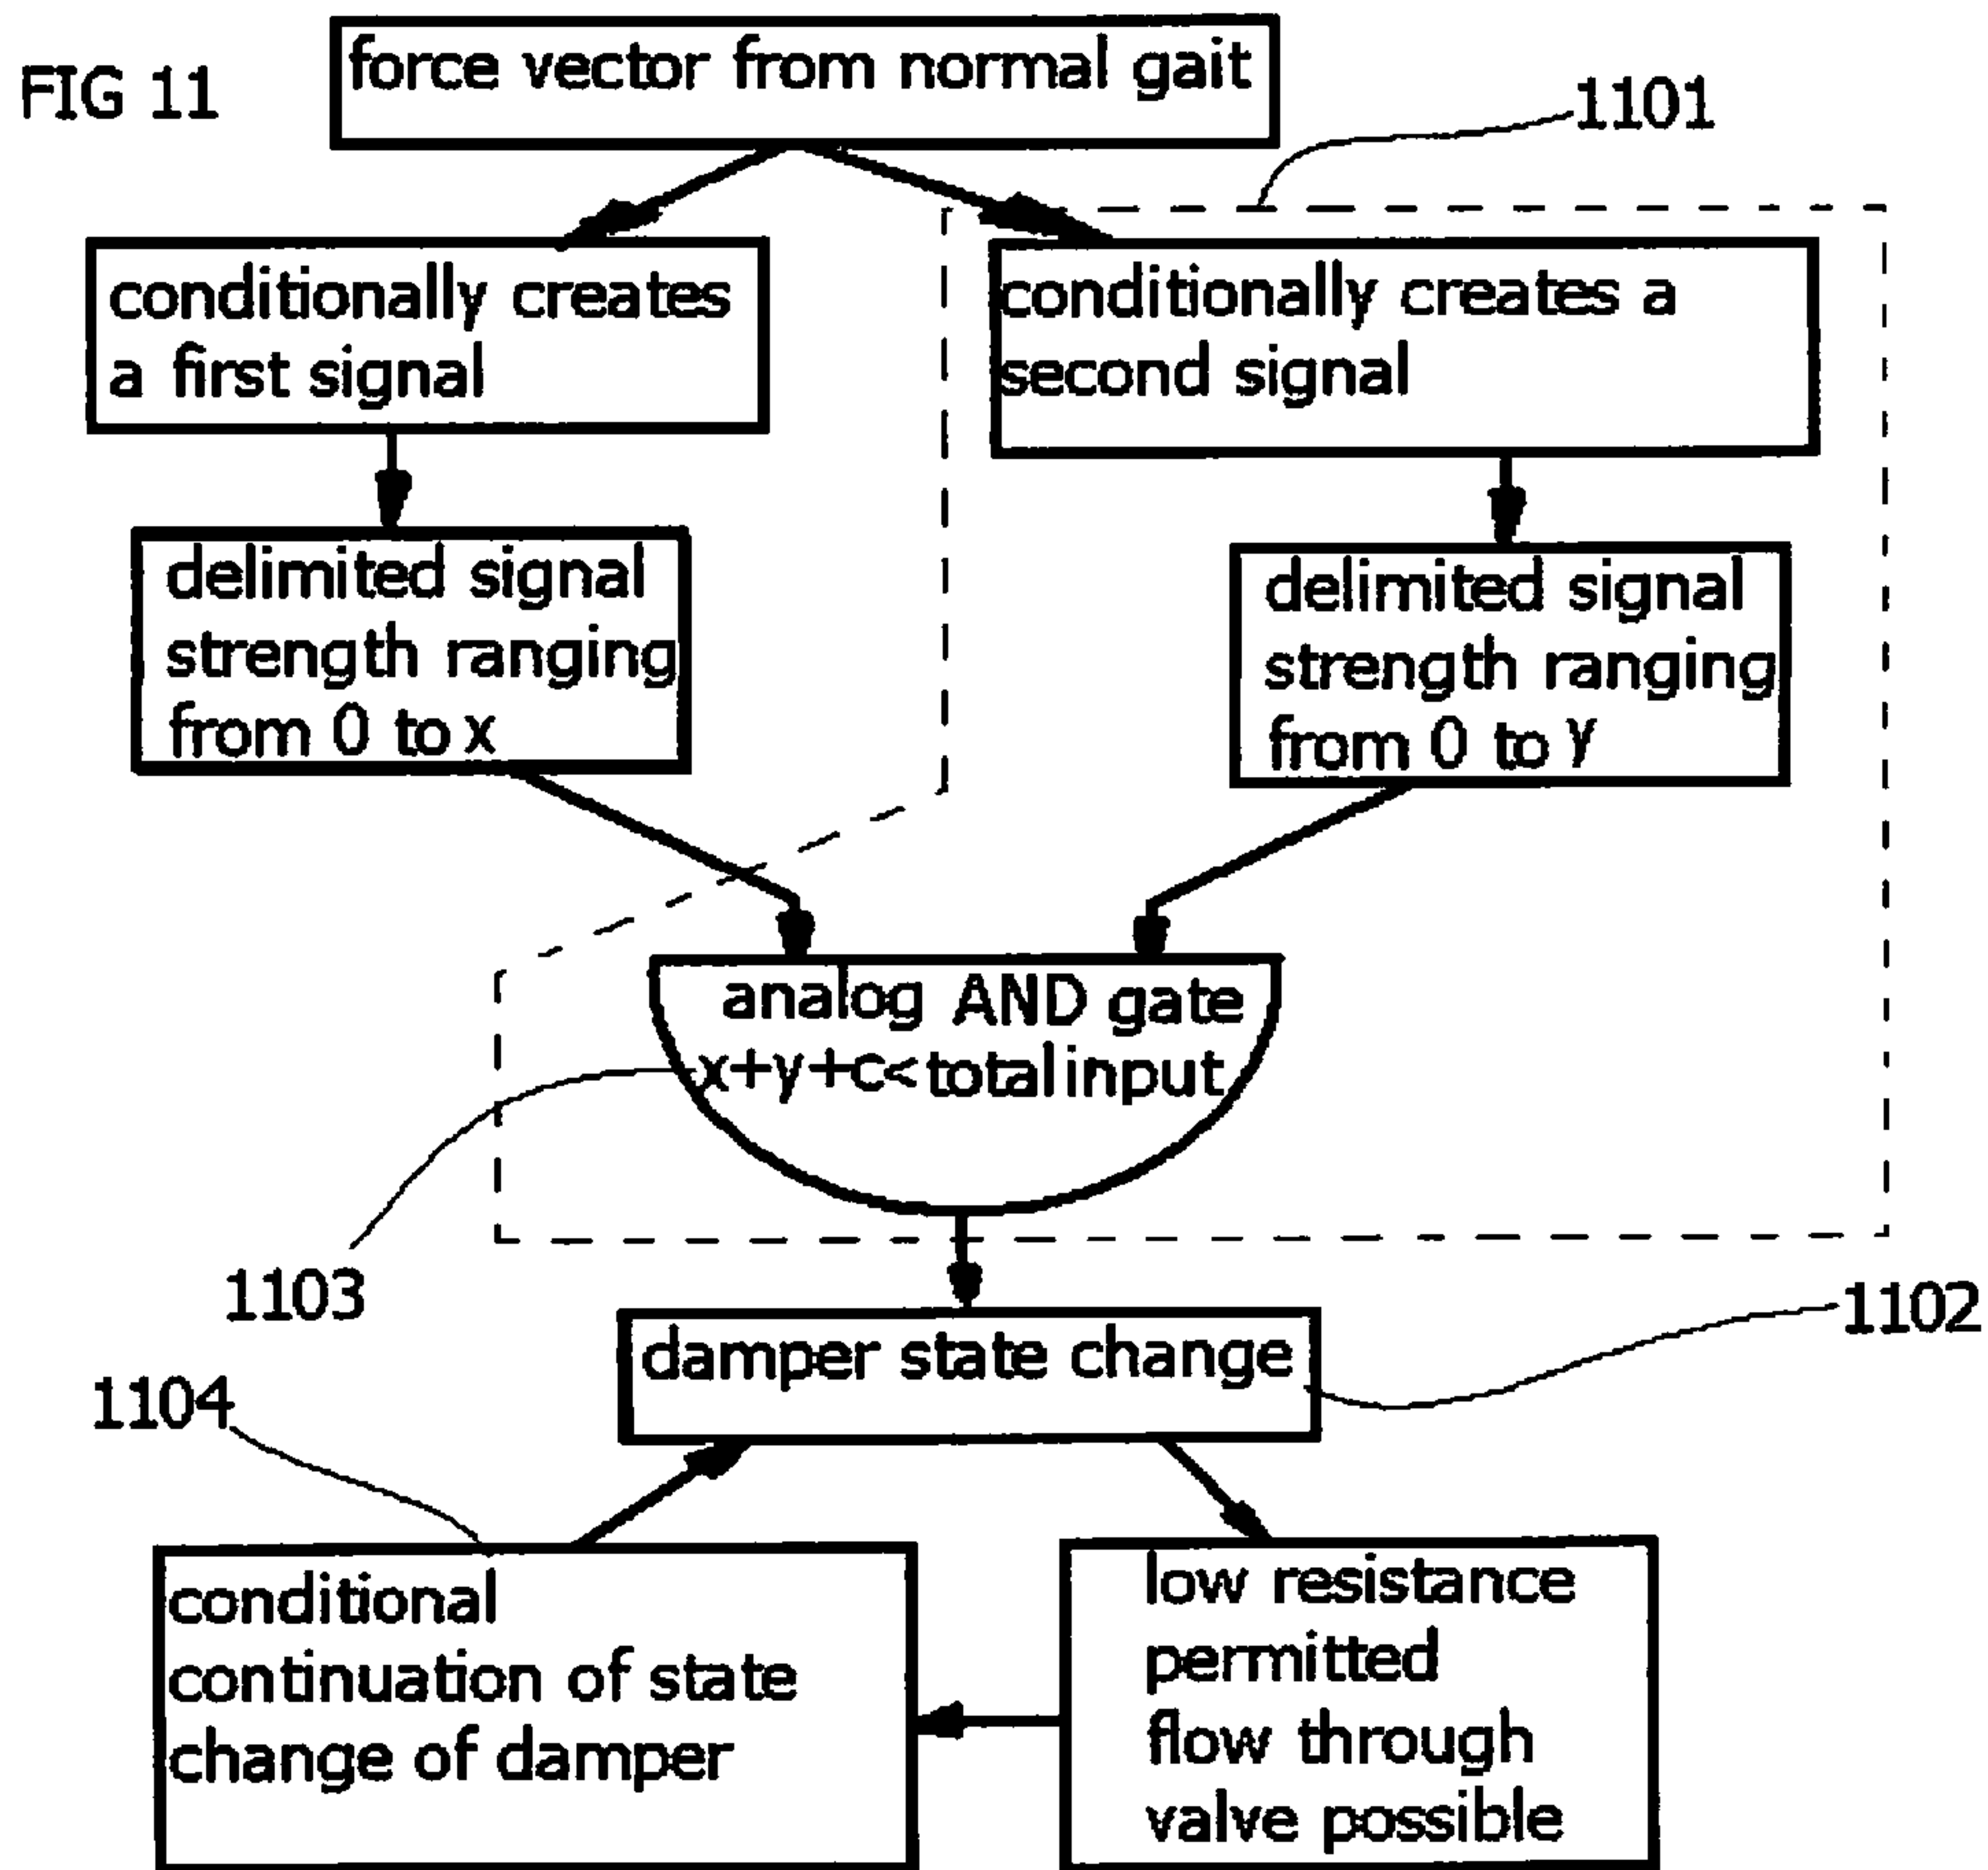 FIG 11
force vector from normal gait
1101
conditionally creates
a first signal
conditionally creates a
second signal
delimited signal
strength ranging
from 0 to x
delimited signal
strength ranging
from 0 to y
analog AND gate
x+y+C<total input
1103
damper state change
1102
1104
conditional
continuation of state
change of damper
low resistance
permitted
flow through
valve possible